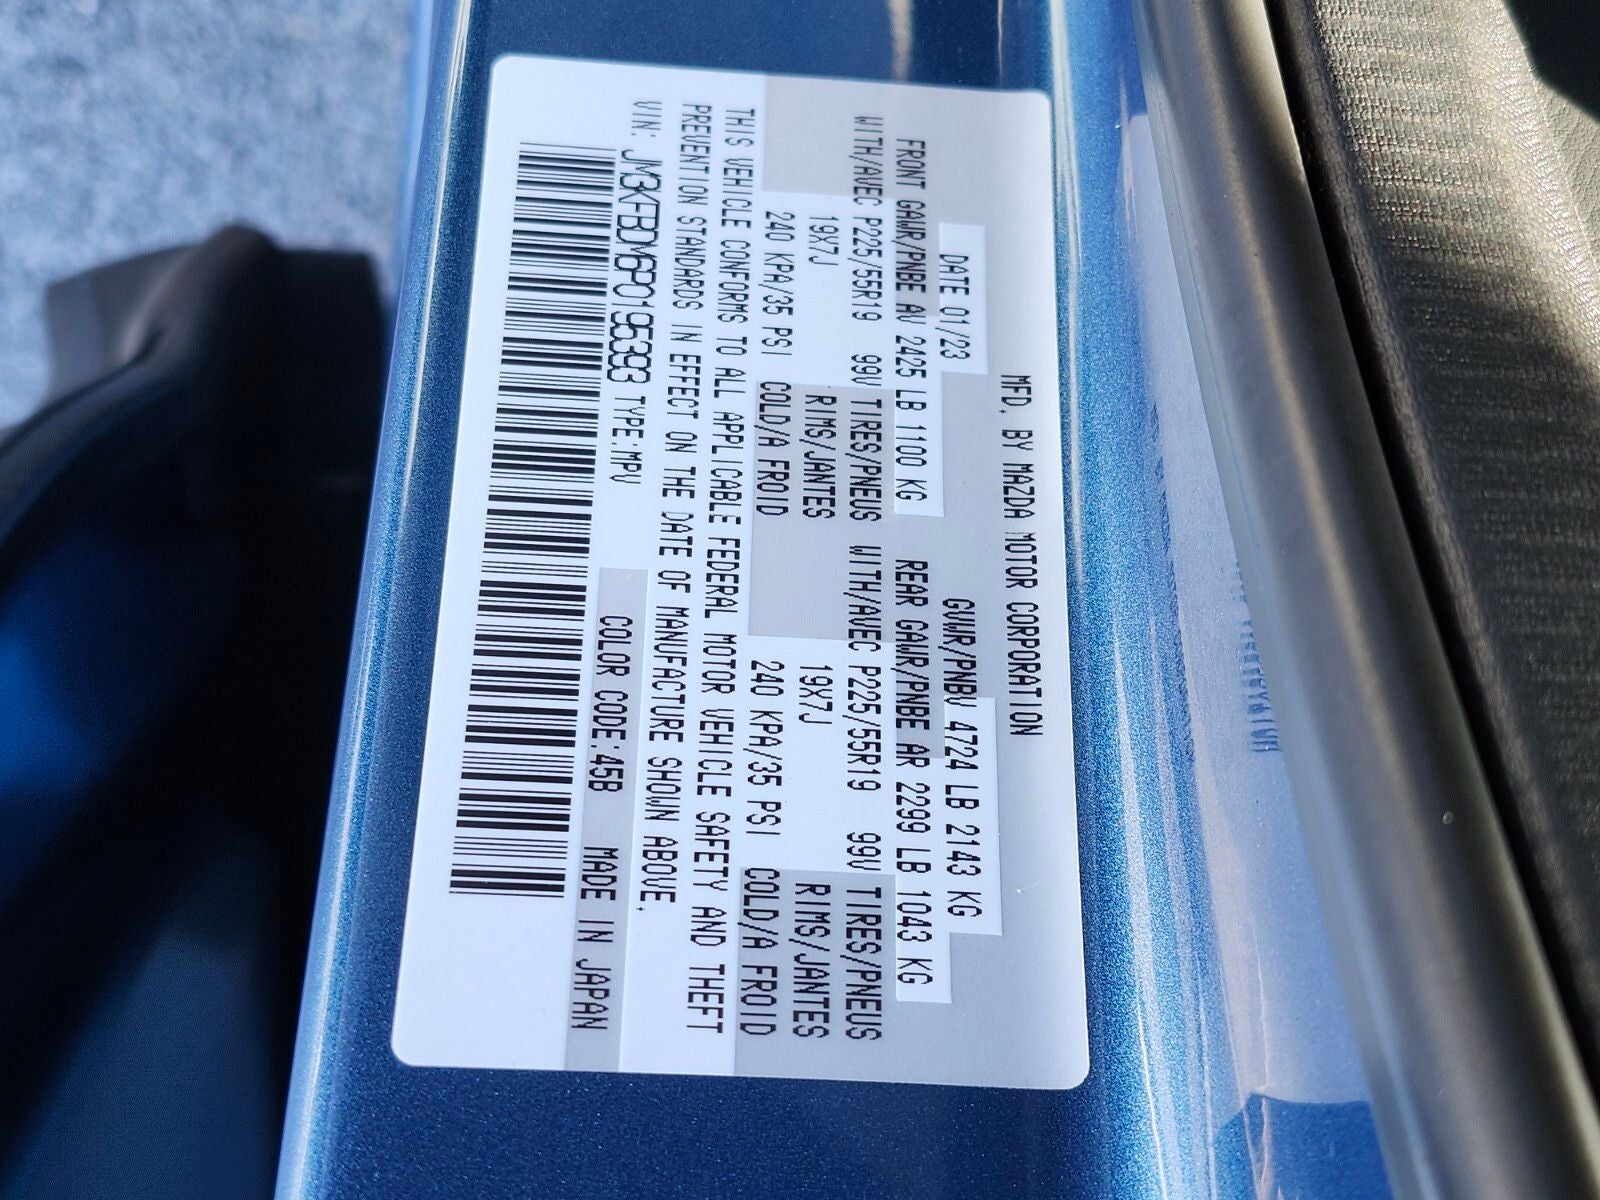 MFD. BY MAZDA MOTOR CORPORATION
DATE 01/23 GVWR/PNBV 4724 LB 2143 KG
FRONT GAWR/PNBE AV 2425 LB 1100 KG REAR GAWR/PNBE AR 2299 LB 1043 KG
WITH/AVEC P225/55R19 99V TIRES/PNEUS WITH/AVEC P225/55R19 99V TIRES/PNEUS
19X7J RIMS/JANTES 19X7J RIMS/JANTES
240 KPA/35 PSI COLD/A FROID 240 KPA/35 PSI COLD/A FROID
THIS VEHICLE CONFORMS TO ALL APPLICABLE FEDERAL MOTOR VEHICLE SAFETY AND THEFT
PREVENTION STANDARDS IN EFFECT ON THE DATE OF MANUFACTURE SHOWN ABOVE.
VIN: JM3KFBDM6P0195393 TYPE:MPV COLOR CODE:45B MADE IN JAPAN